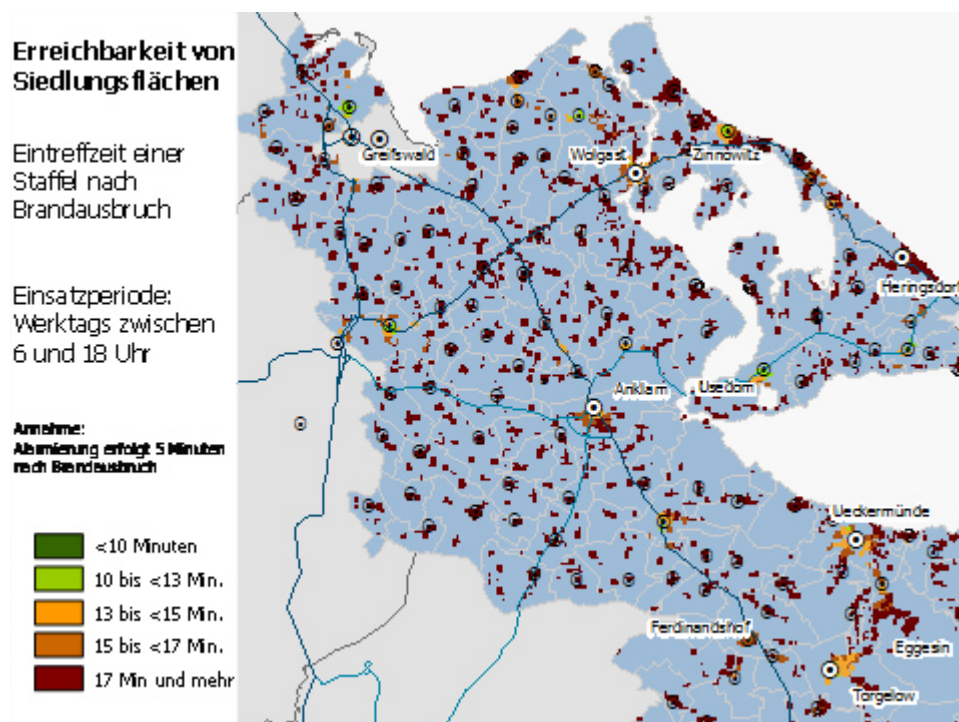 Erreichbarkeit von
Siedlungsflächen
Eintreffzeit einer
Staffel nach
Brandausbruch
Einsatzperiode:
Werktags zwischen
6 und 18 Uhr
Annahme:
Alarmierung erfolgt 5 Minuten
nach Brandausbruch
<10 Minuten
10 bis <13 Min.
13 bis <15 Min.
15 bis <17 Min.
17 Min und mehr
Greifswald
Wolgast
Zinnowitz
Heringsdorf
Anklam
Usedom
Ueckermünde
Ferdinandshof
Eggesin
Torgelow